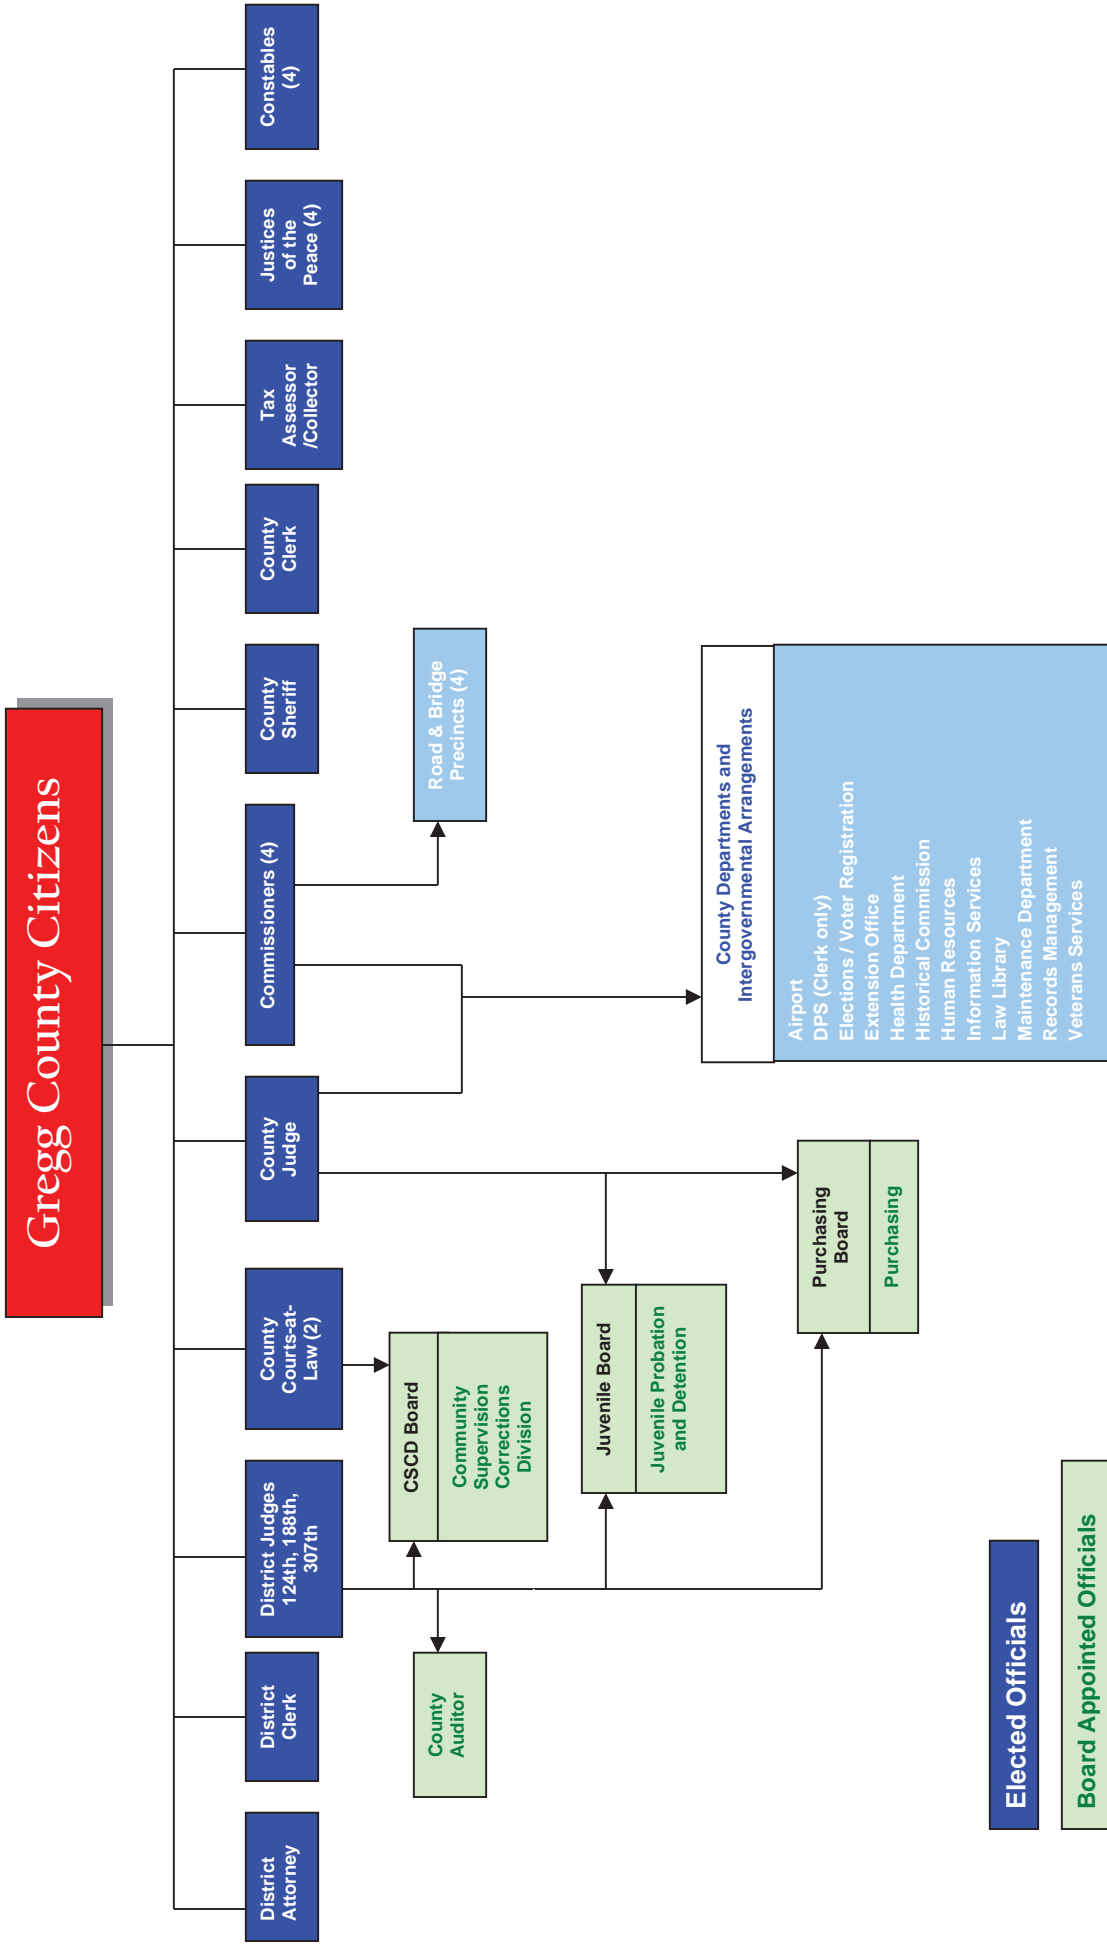 Gregg County Citizens
District
Attorney
District
Clerk
District Judges
124th, 188th,
307th
County
Courts-at-
Law (2)
County
Judge
Commissioners (4)
County
Sheriff
County
Clerk
Tax
Assessor
/Collector
Justices
of the
Peace (4)
Constables
(4)
County
Auditor
CSCD Board
Community
Supervision
Corrections
Division
Road & Bridge
Precincts (4)
Juvenile Board
Juvenile Probation
and Detention
Purchasing
Board
Purchasing
County Departments and
Intergovernmental Arrangements
Airport
DPS (Clerk only)
Elections / Voter Registration
Extension Office
Health Department
Historical Commission
Human Resources
Information Services
Law Library
Maintenance Department
Records Management
Veterans Services
Elected Officials
Board Appointed Officials